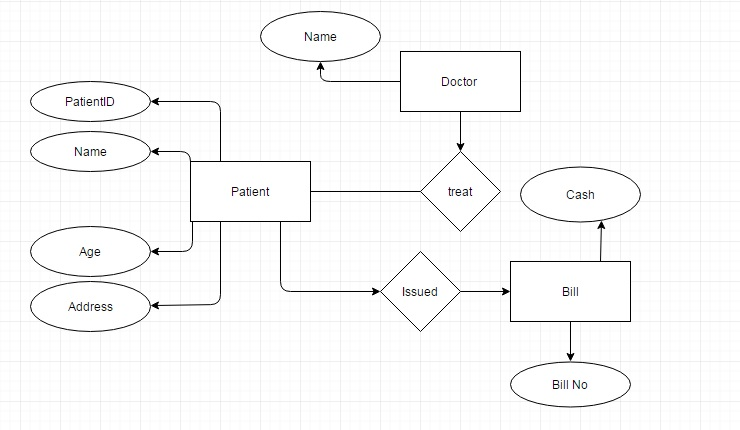 Name
Doctor
PatientID
Name
Patient
treat
Cash
Age
Address
Issued
Bill
Bill No